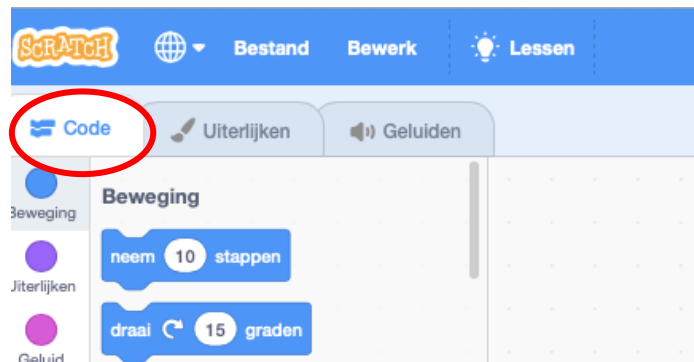 SCRATCH Bestand Bewerk Lessen
Code Uiterlijken Geluiden
Beweging
Beweging
neem 10 stappen
Uiterlijken
draai 15 graden
Geluid